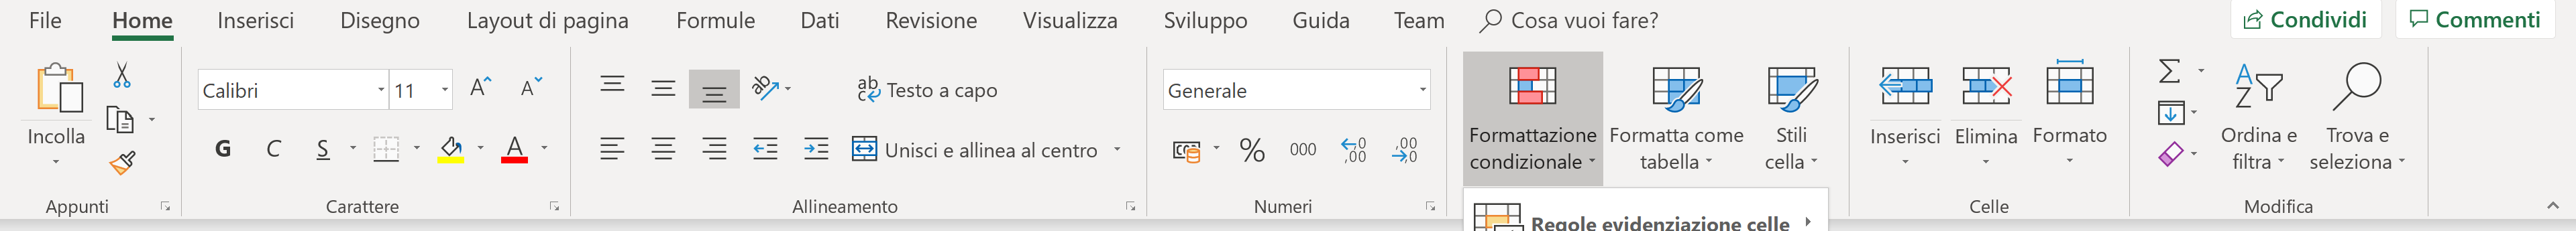 File Home Inserisci Disegno Layout di pagina Formule Dati Revisione Visualizza Sviluppo Guida Team Cosa vuoi fare? Condividi Commenti
Incolla
Appunti
Calibri 11
G C S
Carattere
Testo a capo
Unisci e allinea al centro
Allineamento
Generale
% 000
Numeri
Formattazione
condizionale
Formatta come
tabella
Stili
cella
Regole evidenziazione celle
Inserisci
Elimina
Formato
Celle
Ordina e
filtra
Trova e
seleziona
Modifica